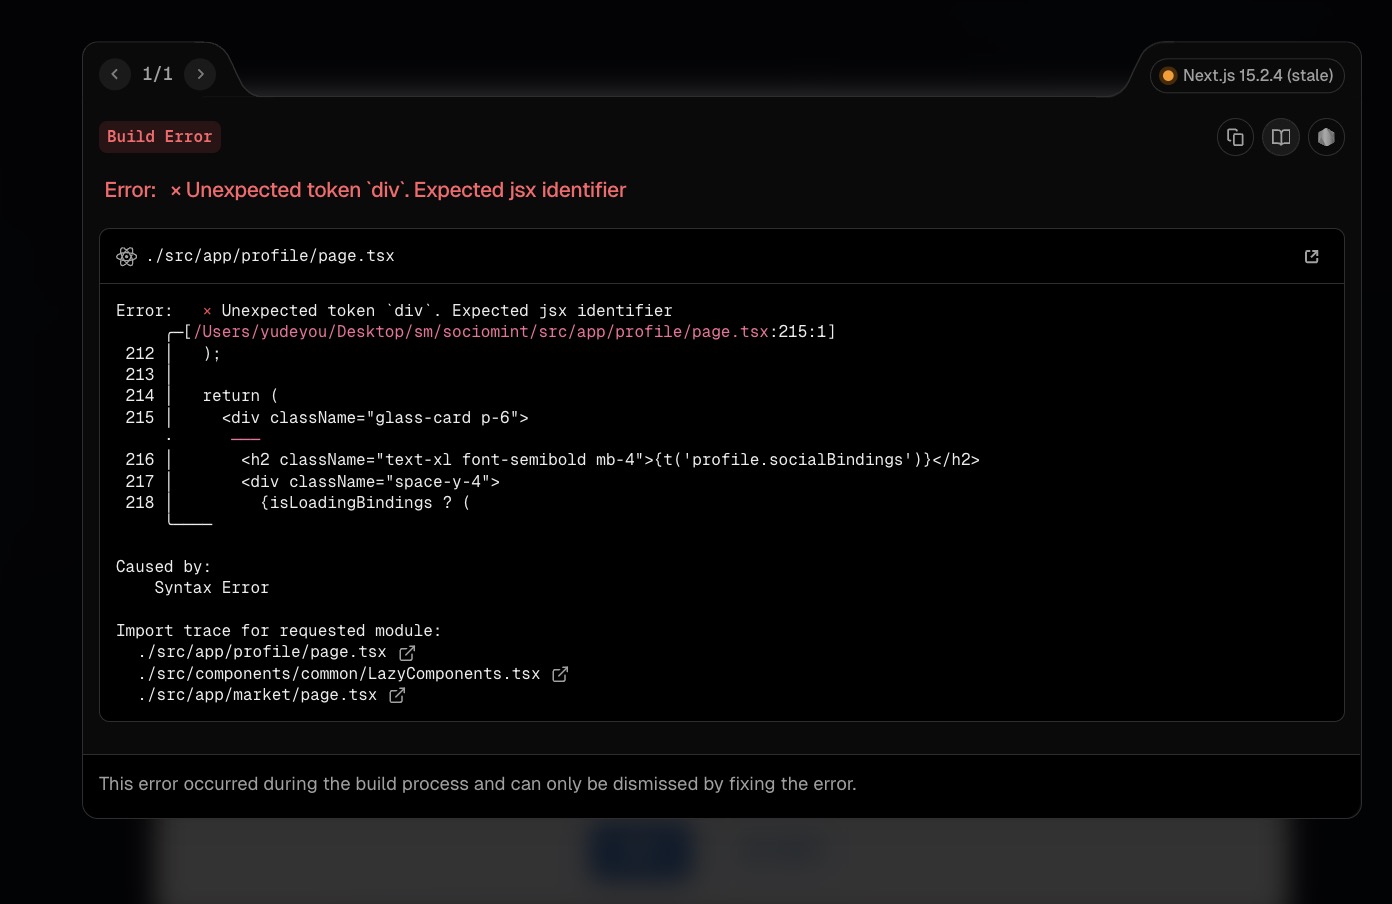 1/1
Next.js 15.2.4 (stale)
Build Error
Error: × Unexpected token `div`. Expected jsx identifier
./src/app/profile/page.tsx
Error:   × Unexpected token `div`. Expected jsx identifier
     ╭─[/Users/yudeyou/Desktop/sm/sociomint/src/app/profile/page.tsx:215:1]
 212 │   );
 213 │
 214 │   return (
 215 │     <div className="glass-card p-6">
     ·      ───
 216 │       <h2 className="text-xl font-semibold mb-4">{t('profile.socialBindings')}</h2>
 217 │       <div className="space-y-4">
 218 │         {isLoadingBindings ? (
     ╰────
Caused by:
    Syntax Error
Import trace for requested module:
./src/app/profile/page.tsx
./src/components/common/LazyComponents.tsx
./src/app/market/page.tsx
This error occurred during the build process and can only be dismissed by fixing the error.